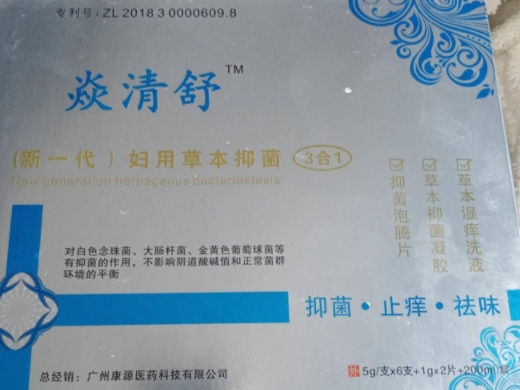 专利号：ZL 2018 3 0000609.8
焱清舒™
（新一代）妇用草本抑菌 3合1
New generation herbaceous bacteriostasis
☑草本湿痒洗液
☑草本抑菌凝胶
☑抑菌泡腾片
对白色念珠菌、大肠杆菌、金黄色葡萄球菌等
有抑菌的作用，不影响阴道酸碱值和正常菌群
环境的平衡
抑菌·止痒·祛味
总经销：广州康源医药科技有限公司
外 5g/支x6支+1gx2片+200ml